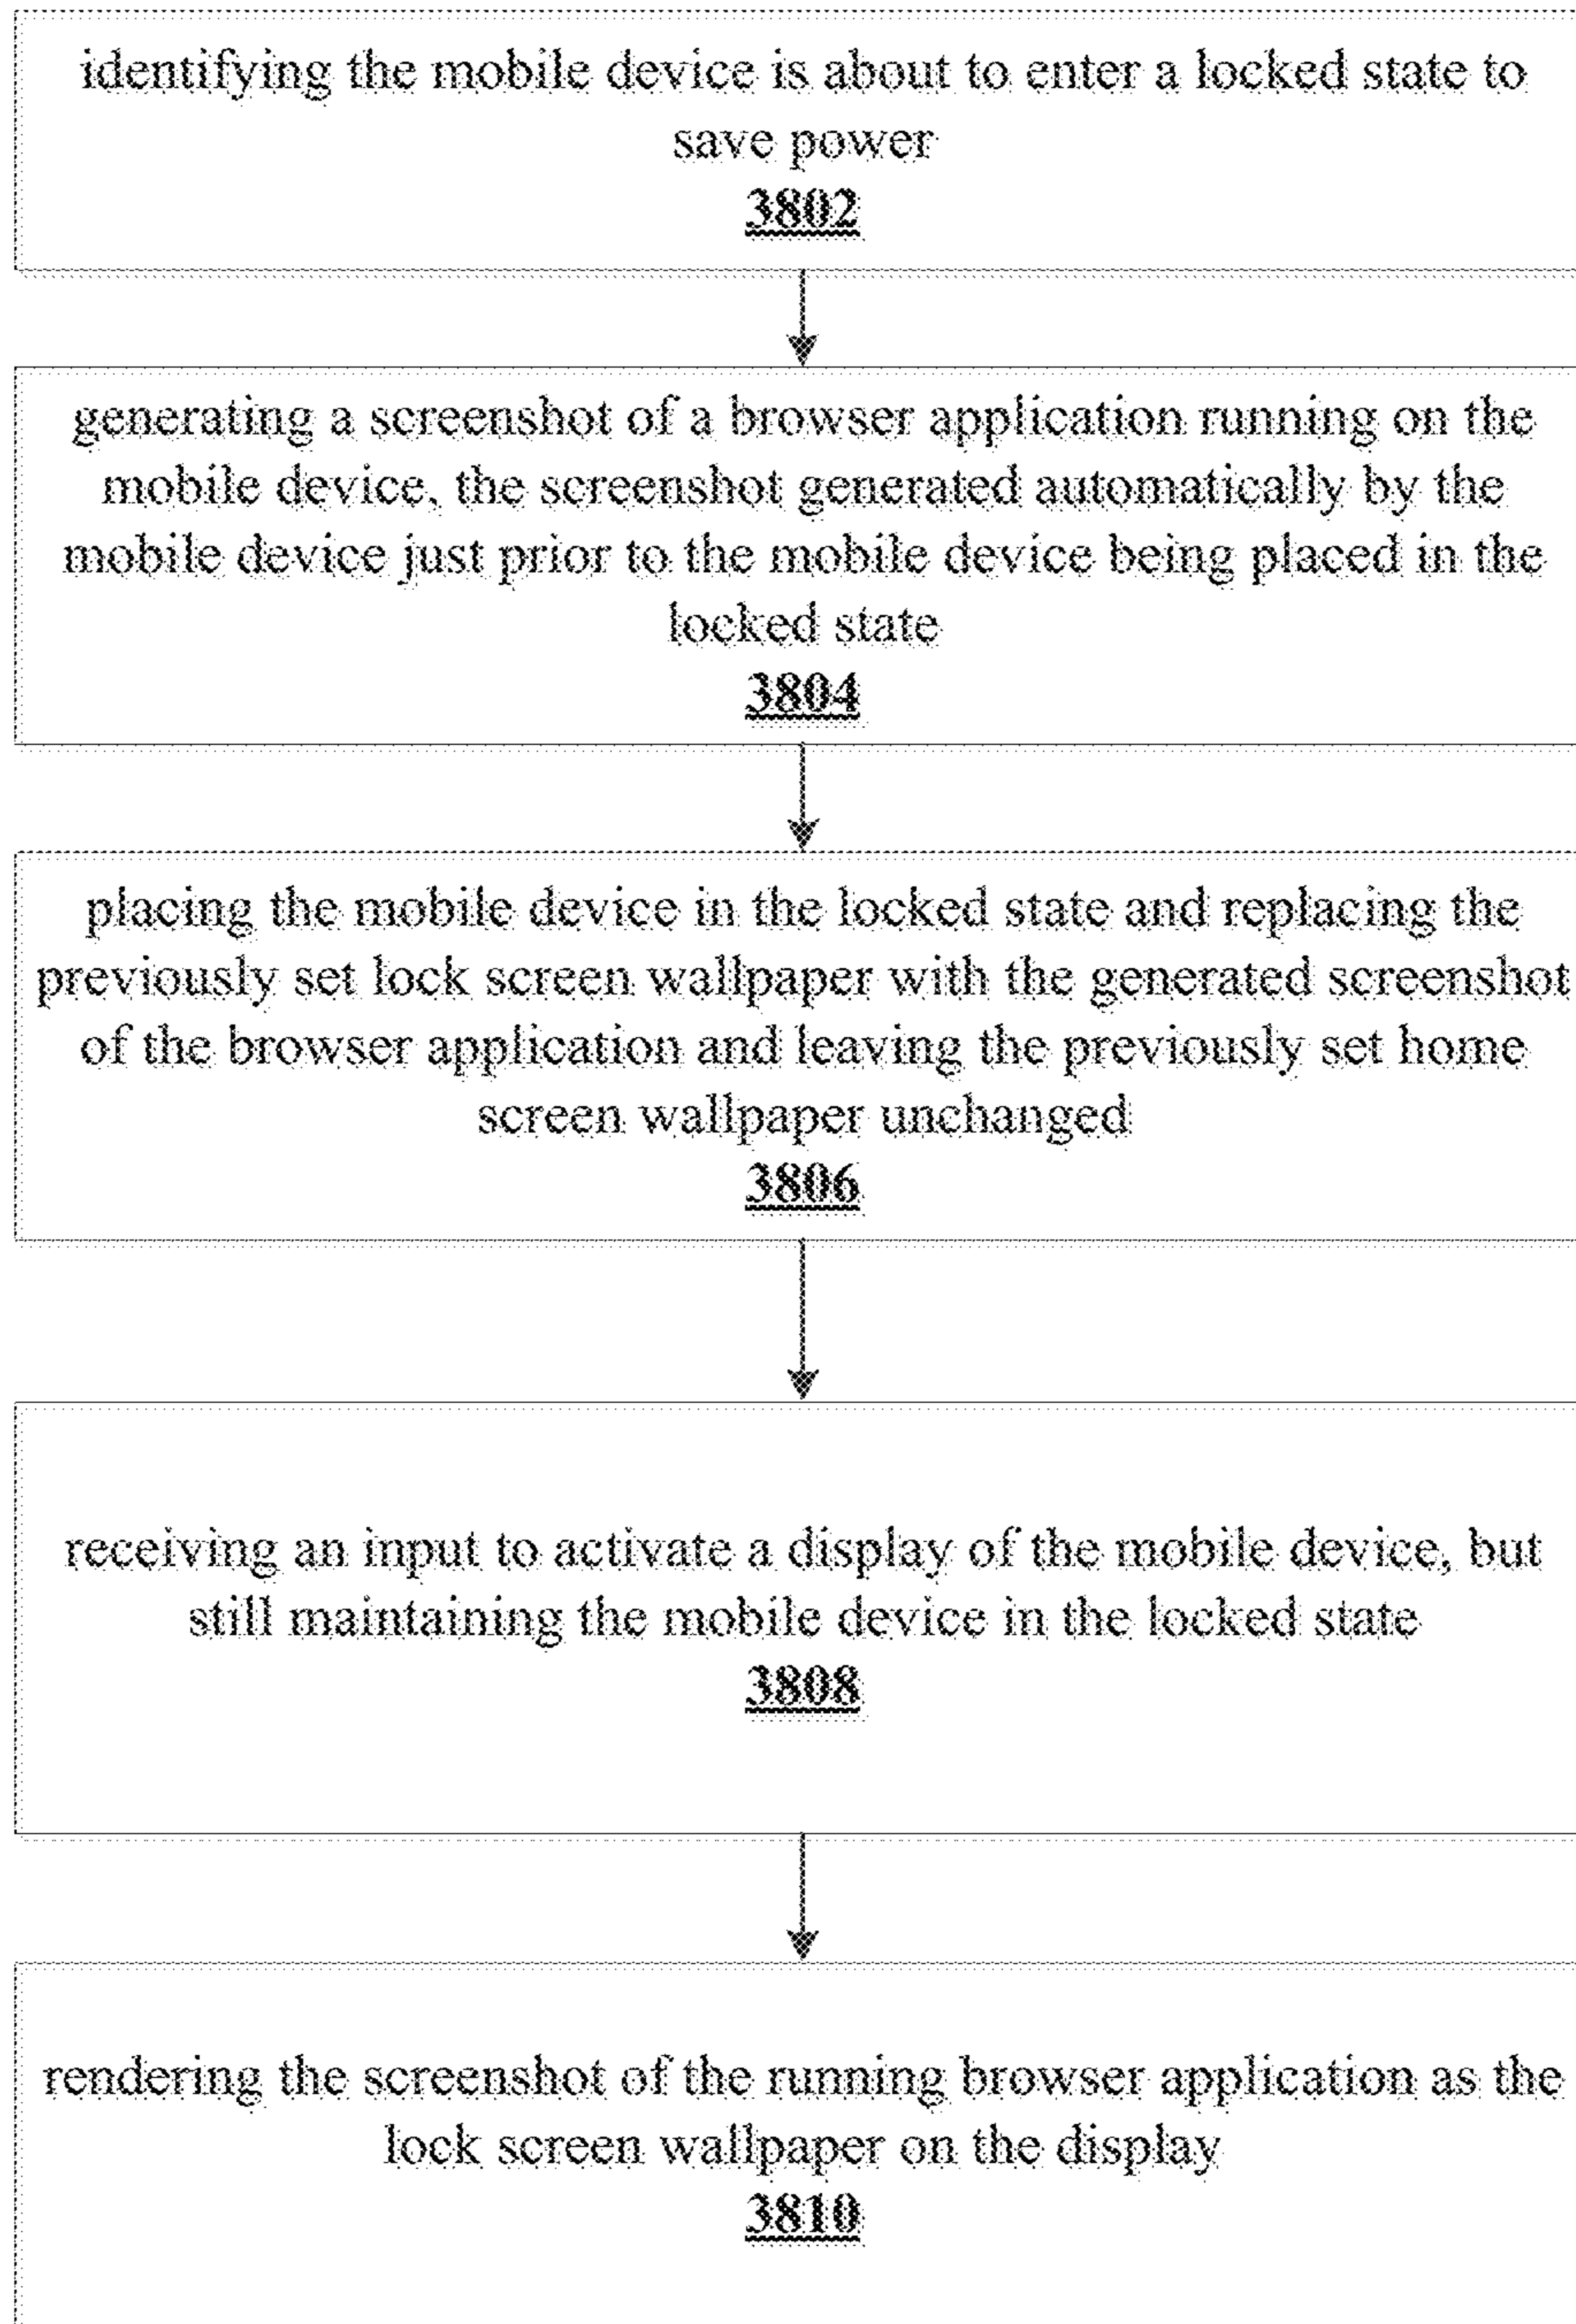 identifying the mobile device is about to enter a locked state to
save power
3802
generating a screenshot of a browser application running on the
mobile device, the screenshot generated automatically by the
mobile device just prior to the mobile device being placed in the
locked state
3804
placing the mobile device in the locked state and replacing the
previously set lock screen wallpaper with the generated screenshot
of the browser application and leaving the previously set home
screen wallpaper unchanged
3806
receiving an input to activate a display of the mobile device, but
still maintaining the mobile device in the locked state
3808
rendering the screenshot of the running browser application as the
lock screen wallpaper on the display
3810